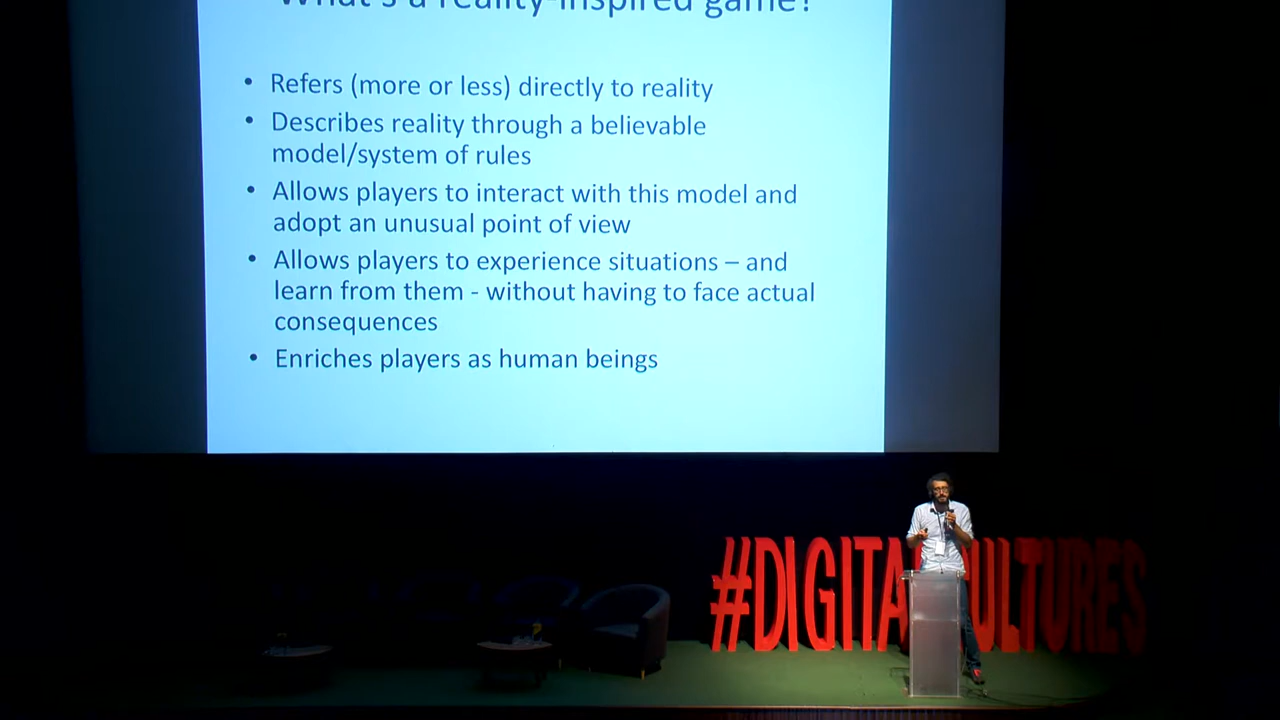 What's a reality-inspired game?
• Refers (more or less) directly to reality
• Describes reality through a believable
model/system of rules
• Allows players to interact with this model and
adopt an unusual point of view
• Allows players to experience situations – and
learn from them - without having to face actual
consequences
• Enriches players as human beings
#DIGITALCULTURES